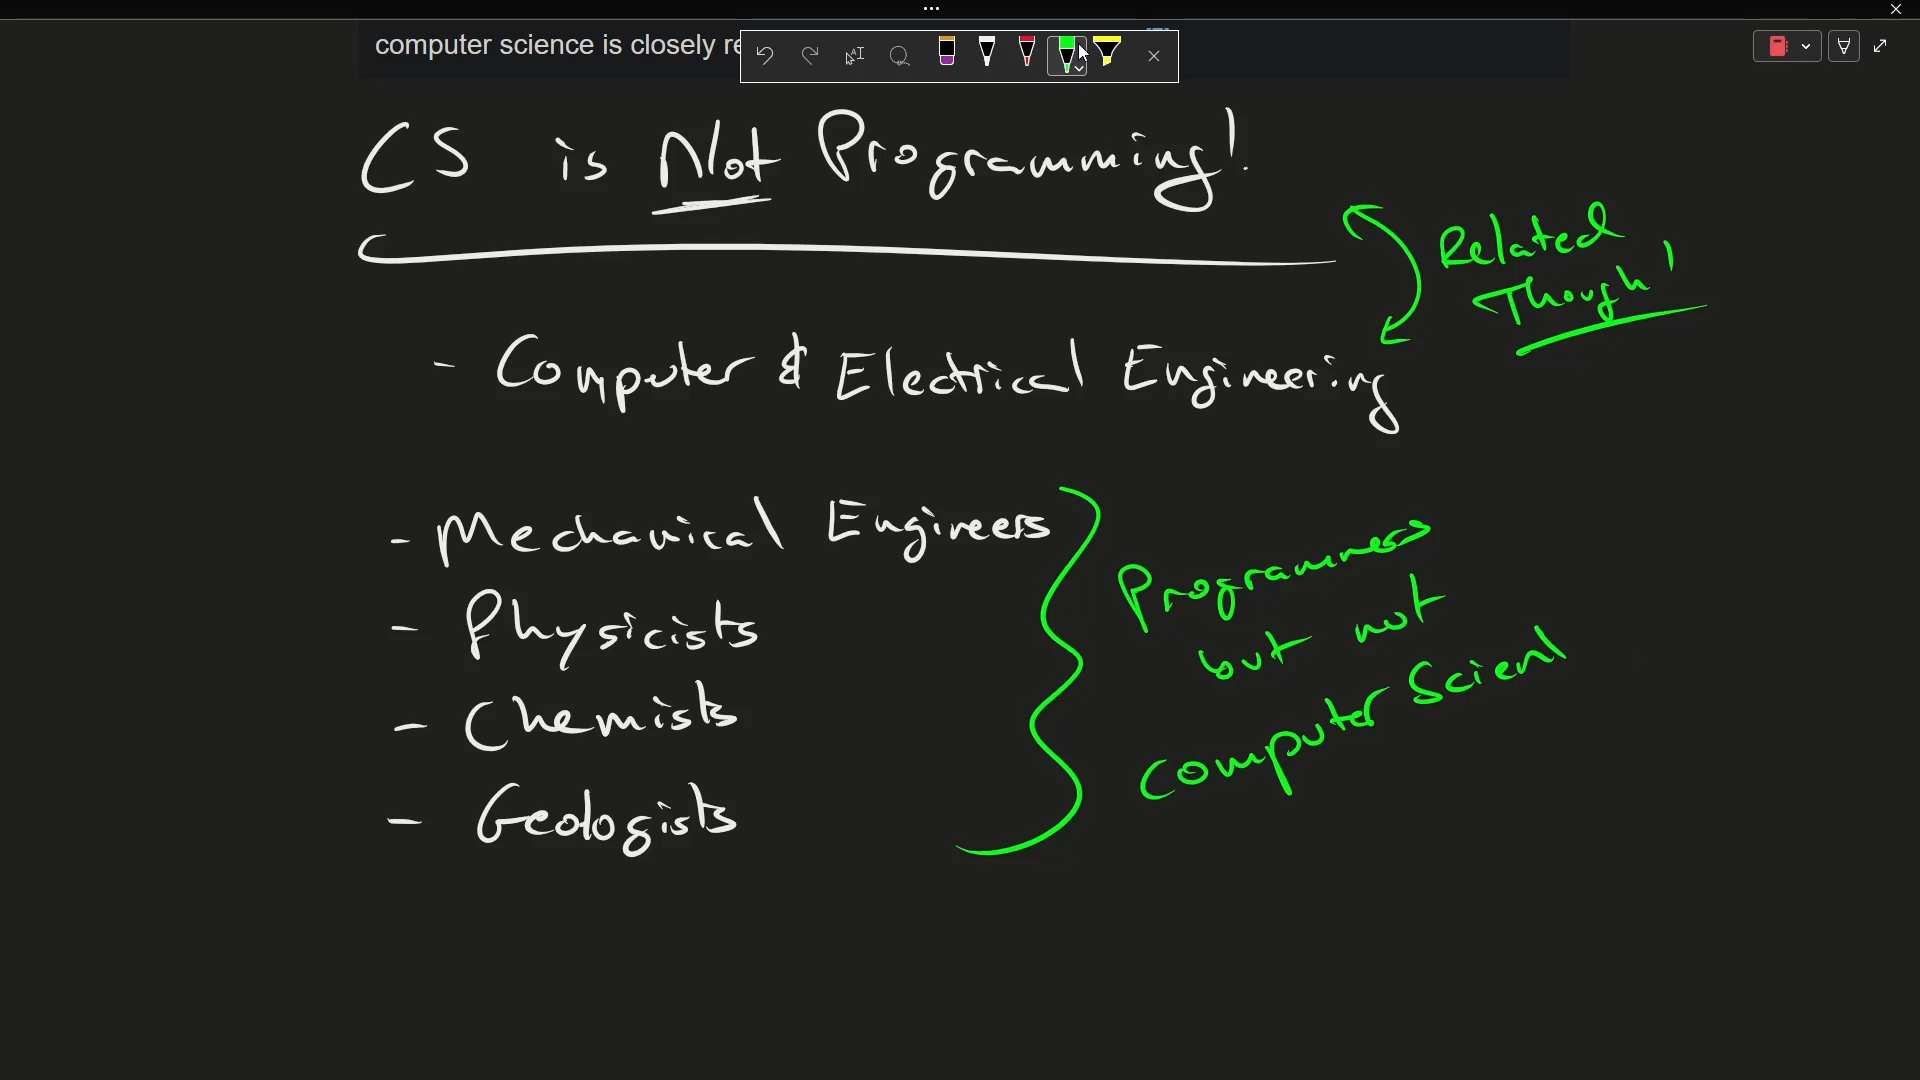 computer science is closely re
CS is Not Programming!
Related
Though!
- Computer & Electrical Engineering
- Mechanical Engineers
- Physicists
- Chemists
- Geologists
Programmers
but not
Computer Scient